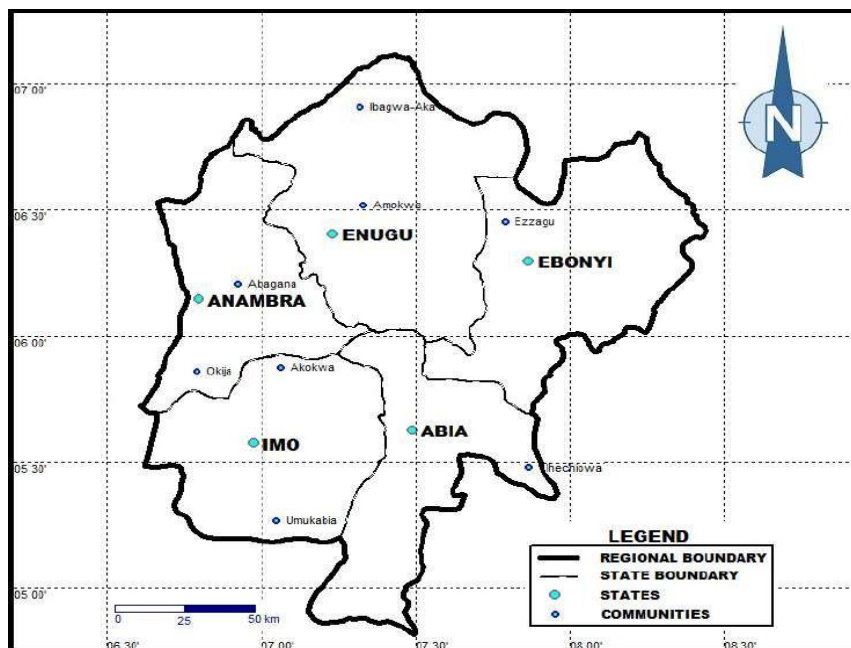 07 00'
Ibagwa-Aka
N
06 30'
Amokwe
Ezzagu
ENUGU
EBONYI
Abagana
ANAMBRA
06 00'
Okija
Akokwa
ABIA
IMO
05 30'
Ihechiowa
Umukabia
LEGEND
REGIONAL BOUNDARY
STATE BOUNDARY
STATES
COMMUNITIES
05 00'
0 25 50 km
06 30' 07 00' 07 30' 08 00' 08 30'